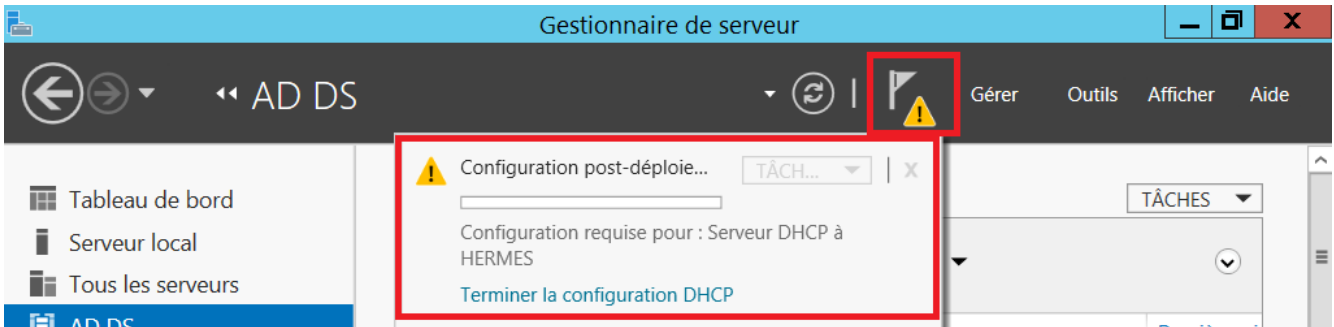 Gestionnaire de serveur
AD DS
Gérer Outils Afficher Aide
Configuration post-déploie... TÂCH... X
Configuration requise pour : Serveur DHCP à
HERMES
Terminer la configuration DHCP
Tableau de bord
Serveur local
Tous les serveurs
AD DS
TÂCHES